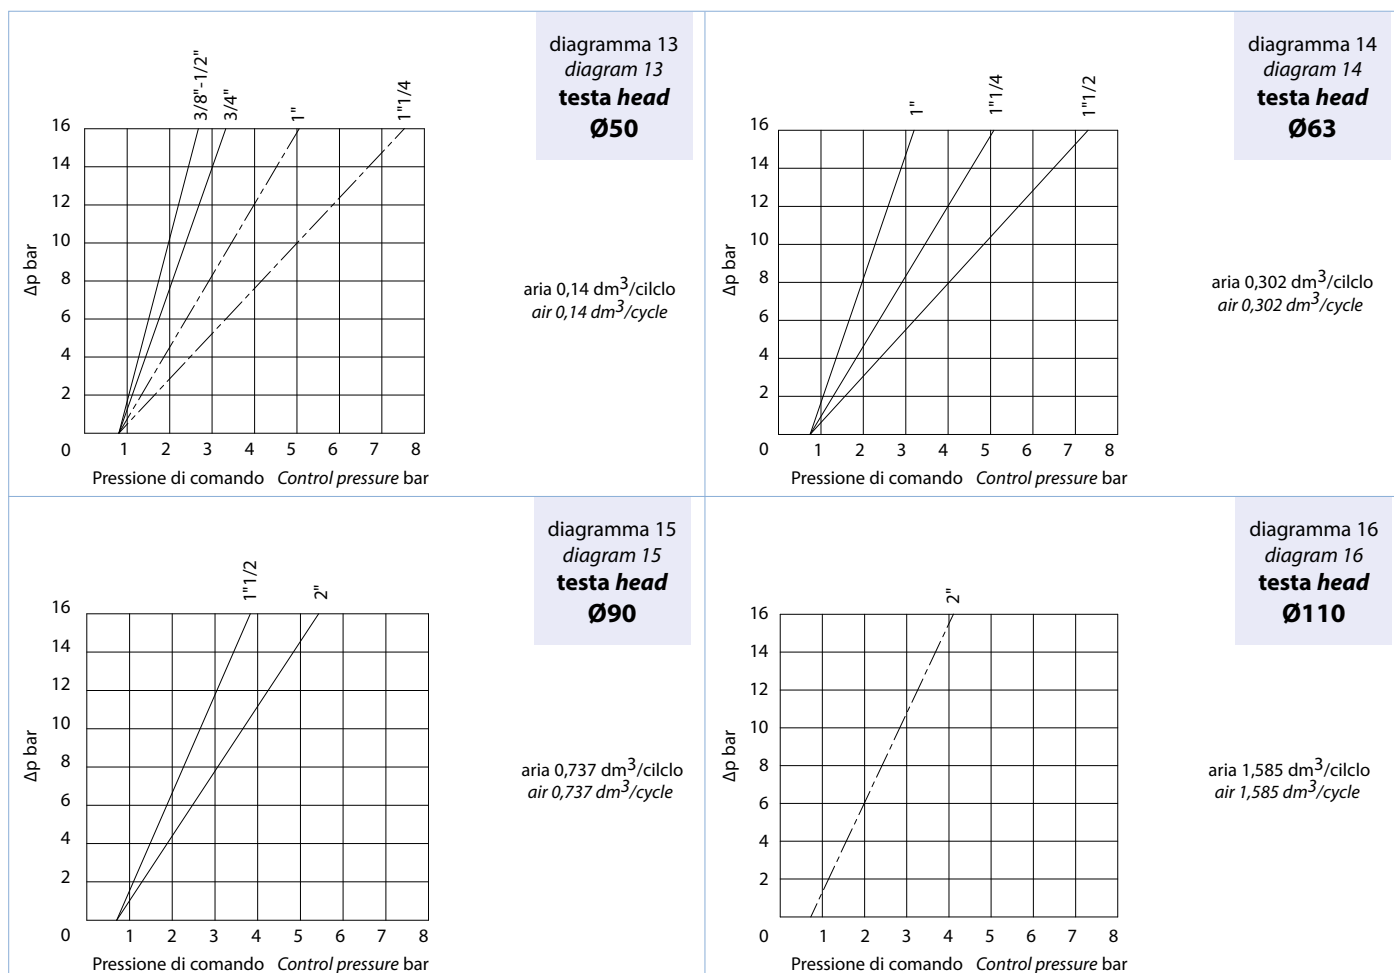 diagramma 13
diagram 13
testa head
Ø50
3/8"-1/2"
3/4"
1"
1"1/4
16
14
12
10
8
6
4
2
0
Δp bar
1 2 3 4 5 6 7 8
Pressione di comando Control pressure bar
aria 0,14 dm³/cilclo
air 0,14 dm³/cycle
diagramma 14
diagram 14
testa head
Ø63
1"
1"1/4
1"1/2
16
14
12
10
8
6
4
2
0
Δp bar
1 2 3 4 5 6 7 8
Pressione di comando Control pressure bar
aria 0,302 dm³/cilclo
air 0,302 dm³/cycle
diagramma 15
diagram 15
testa head
Ø90
1"1/2
2"
16
14
12
10
8
6
4
2
0
Δp bar
1 2 3 4 5 6 7 8
Pressione di comando Control pressure bar
aria 0,737 dm³/cilclo
air 0,737 dm³/cycle
diagramma 16
diagram 16
testa head
Ø110
2"
16
14
12
10
8
6
4
2
0
Δp bar
1 2 3 4 5 6 7 8
Pressione di comando Control pressure bar
aria 1,585 dm³/cilclo
air 1,585 dm³/cycle